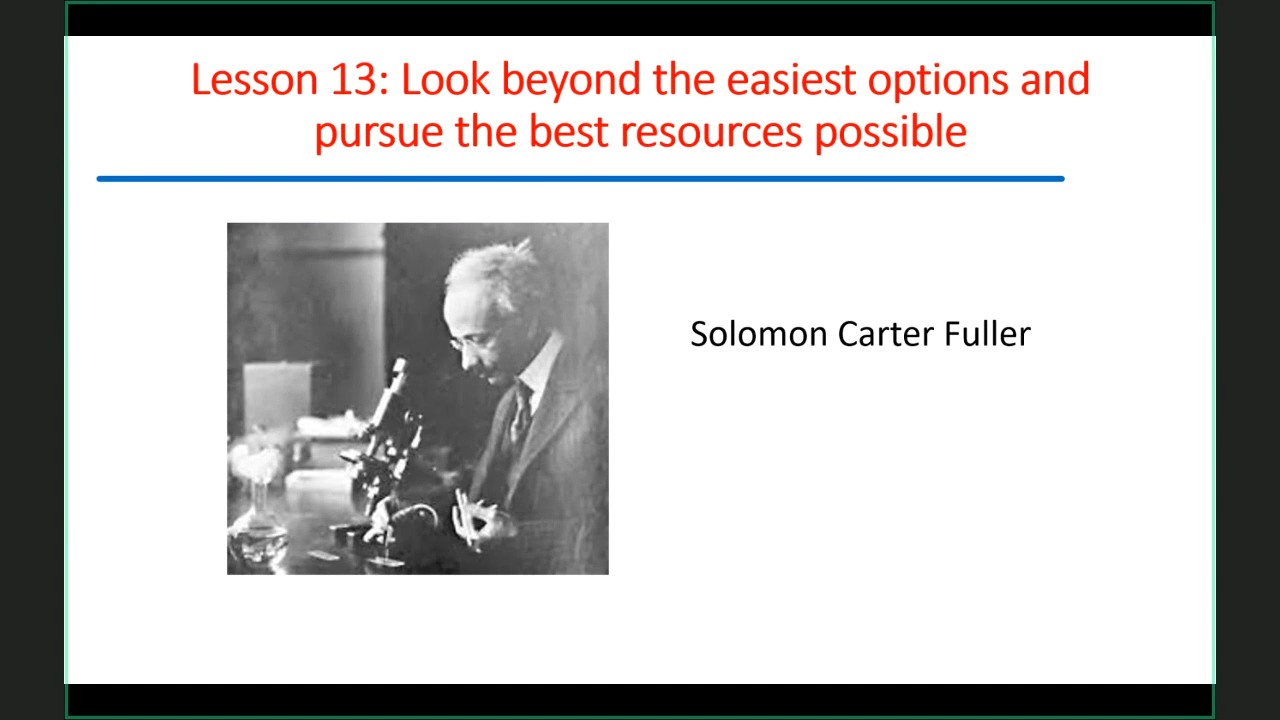 Lesson 13: Look beyond the easiest options and
pursue the best resources possible
Solomon Carter Fuller